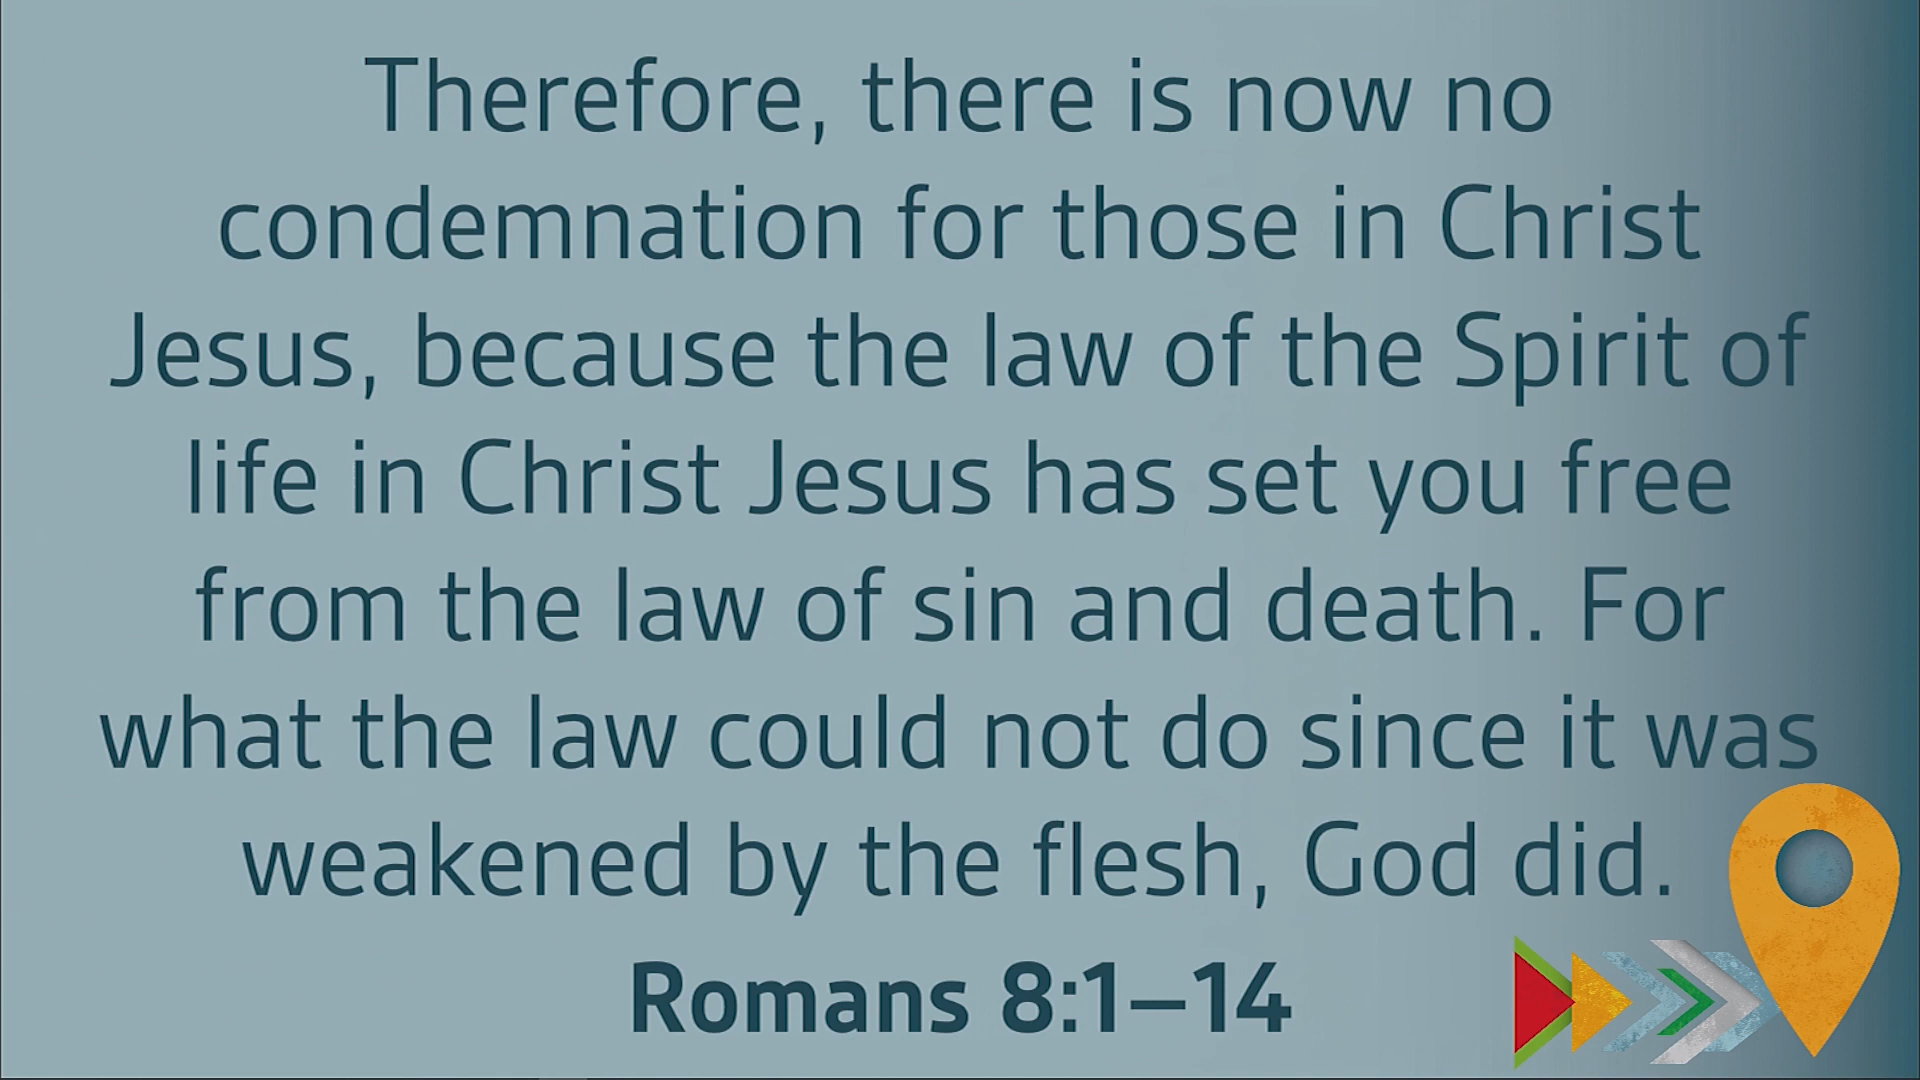 Therefore, there is now no
condemnation for those in Christ
Jesus, because the law of the Spirit of
life in Christ Jesus has set you free
from the law of sin and death. For
what the law could not do since it was
weakened by the flesh, God did.
Romans 8:1–14